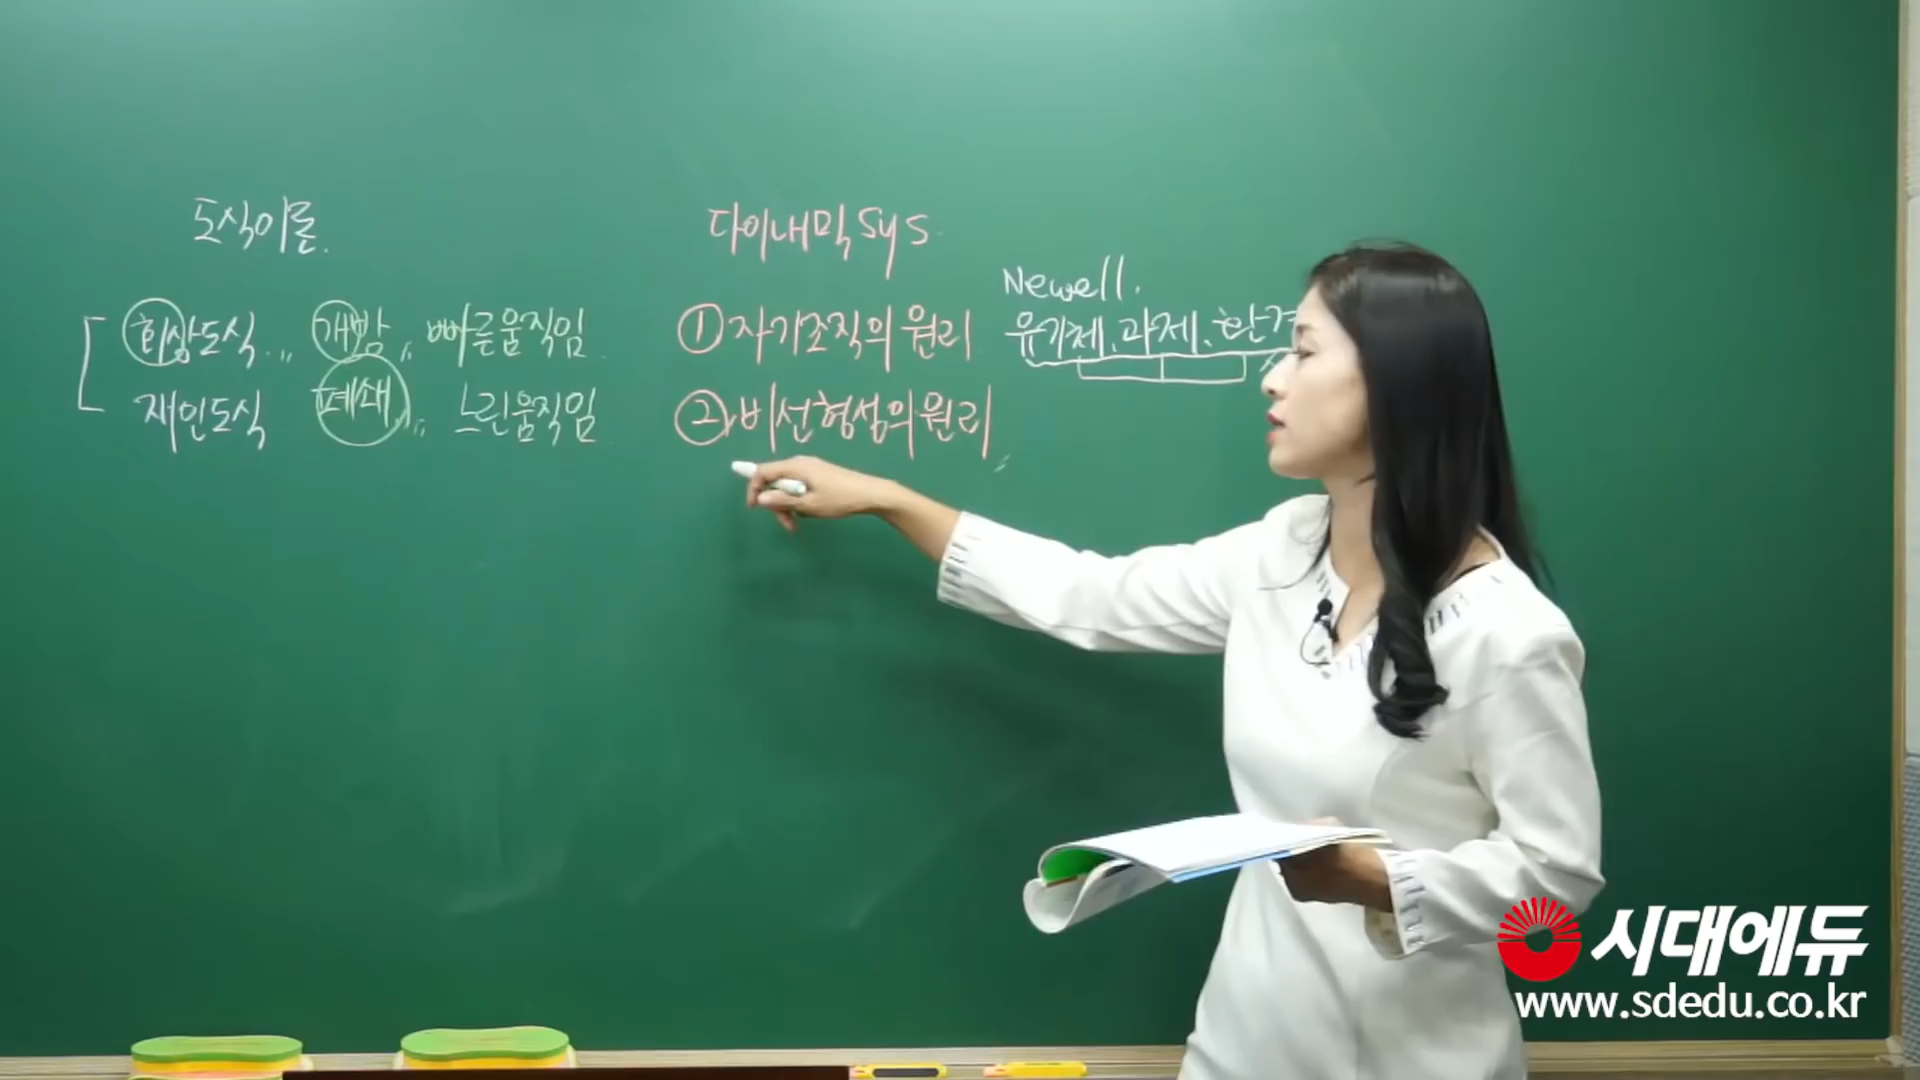 도식이론.
회상도식 〃 개방 〃 빠른움직임
재인도식 폐쇄 〃 느린움직임
다이내믹 sys
① 자기조직의 원리
② 비선형성의 원리
Newell.
유기체, 과제, 환경
시대에듀
www.sdedu.co.kr